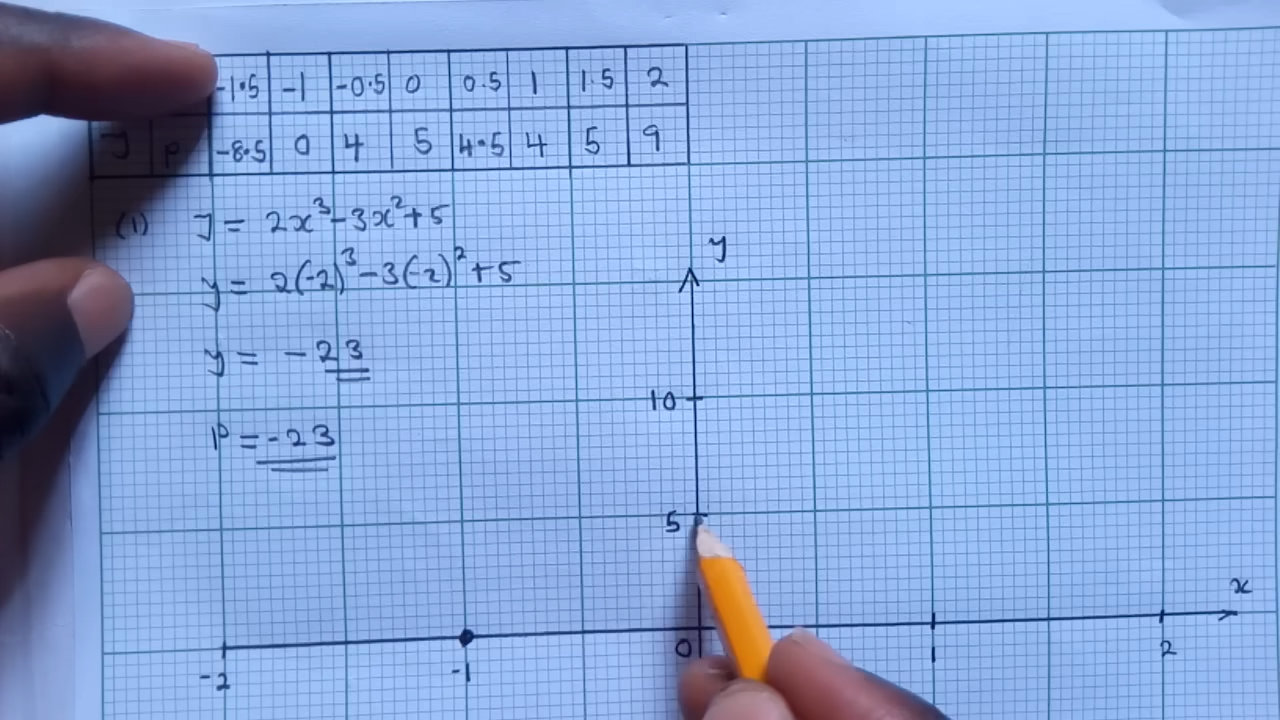 -1.5 -1 -0.5 0 0.5 1 1.5 2
y P -8.5 0 4 5 4.5 4 5 9
(1) y = 2x³-3x²+5
y = 2(-2)³-3(-2)²+5
y = -23
P = -23
y
10
5
x
0
-2 -1 1 2